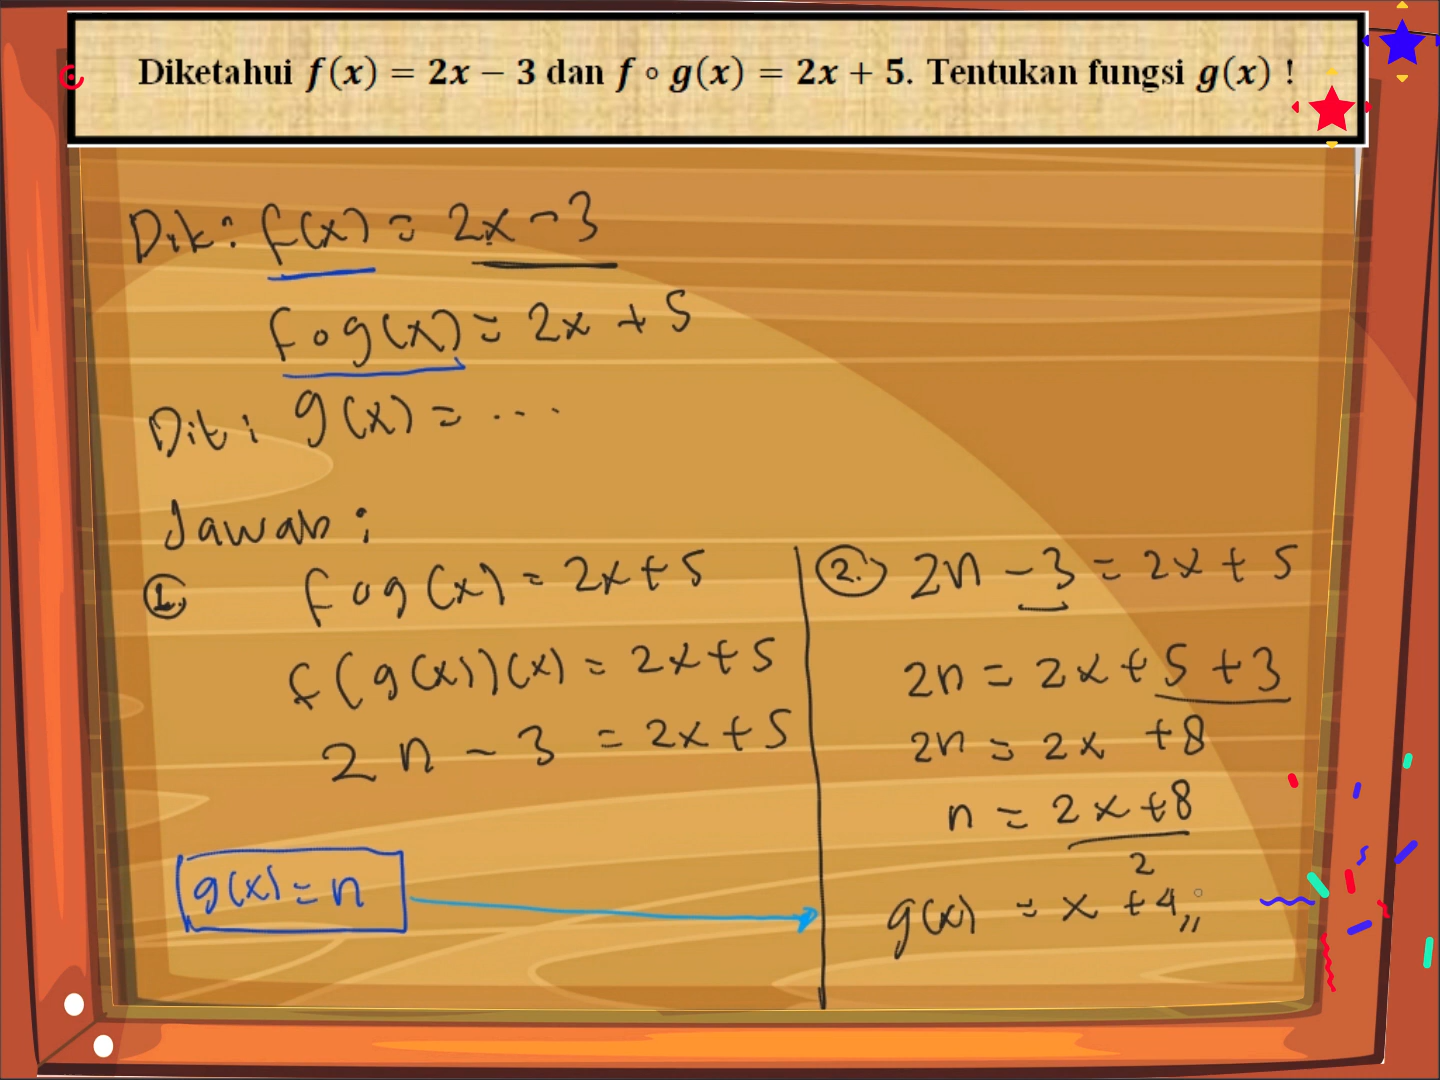 Diketahui f(x) = 2x − 3 dan f ∘ g(x) = 2x + 5. Tentukan fungsi g(x) !
Dik: f(x) = 2x - 3
f o g(x) = 2x + 5
Dit: g(x) = ...
Jawab:
1. f o g(x) = 2x + 5
f(g(x))(x) = 2x + 5
2n - 3 = 2x + 5
g(x) = n
2. 2n - 3 = 2x + 5
2n = 2x + 5 + 3
2n = 2x + 8
n = 2x + 8
2
g(x) = x + 4,,